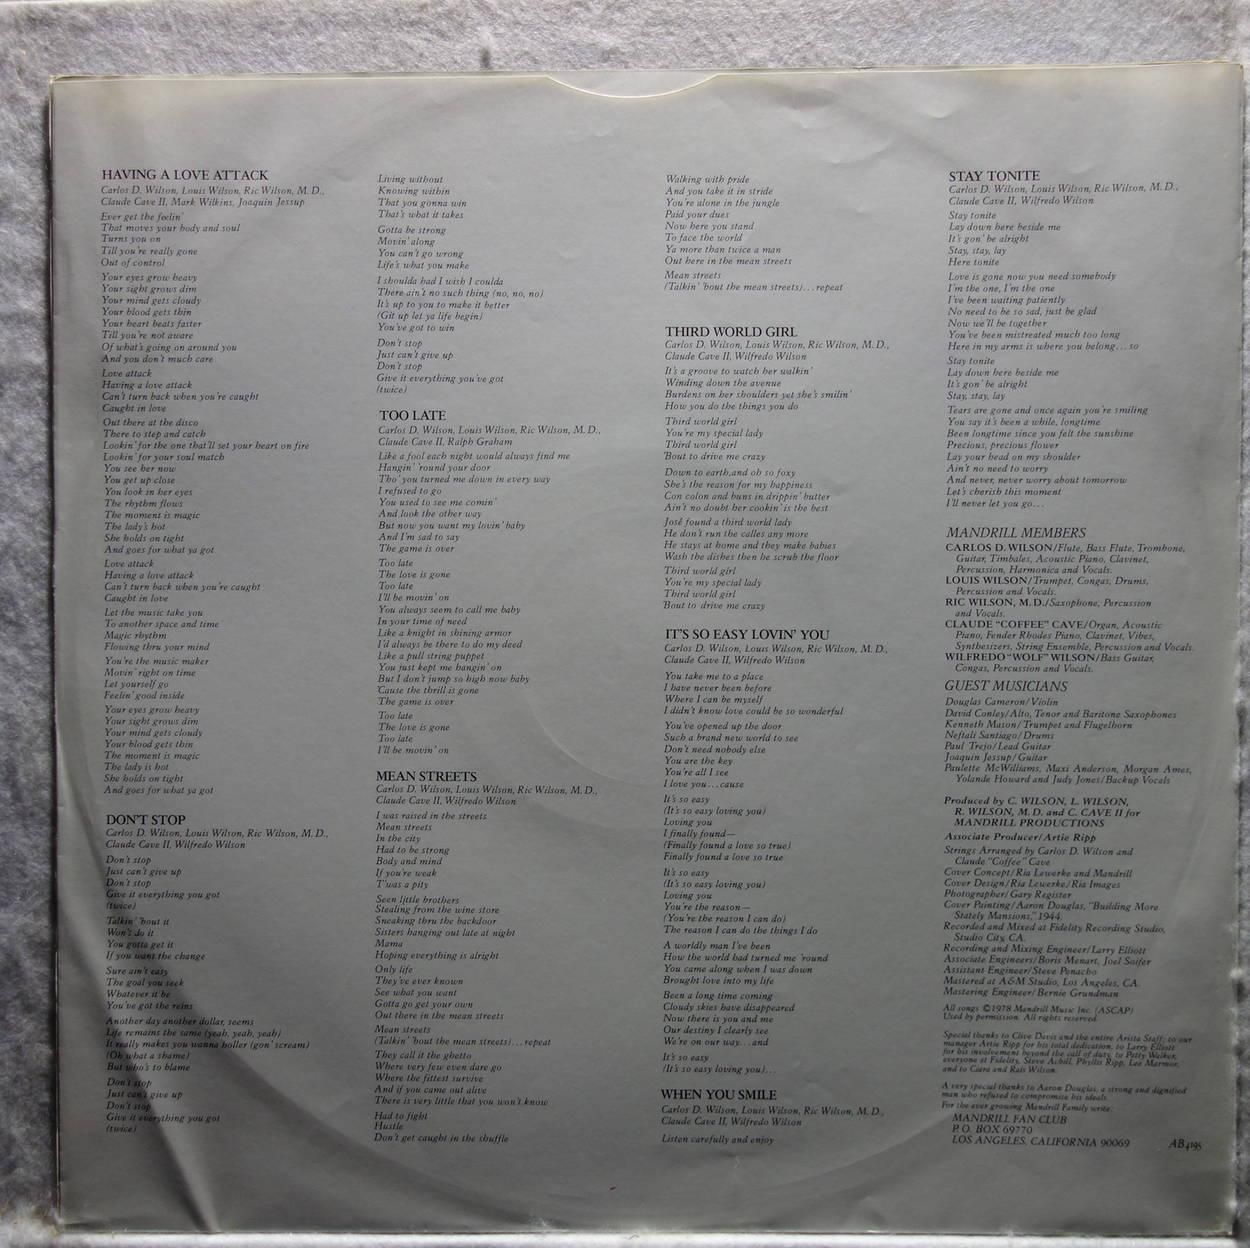 HAVING A LOVE ATTACK
Carlos D. Wilson, Louis Wilson, Ric Wilson, M. D.,
Claude Cave II, Mark Wilkins, Joaquin Jessup
Ever get the feelin'
That moves your body and soul
Turns you on
Till you're really gone
Out of control
Your eyes grow heavy
Your sight grows dim
Your mind gets cloudy
Your blood gets thin
Your heart beats faster
Till you're not aware
Of what's going on around you
And you don't much care
Love attack
Having a love attack
Can't turn back when you're caught
Caught in love
Out there at the disco
There to step and catch
Lookin' for the one that'll set your heart on fire
Lookin' for your soul match
You see her now
You get up close
You look in her eyes
The rhythm flows
The moment is magic
The lady's hot
She holds on tight
And goes for what ya got
Love attack
Having a love attack
Can't turn back when you're caught
Caught in love
Let the music take you
To another space and time
Magic rhythm
Flowing thru your mind
You're the music maker
Movin' right on time
Let yourself go
Feelin' good inside
Your eyes grow heavy
Your sight grows dim
Your mind gets cloudy
Your blood gets thin
The moment is magic
The lady is hot
She holds on tight
And goes for what ya got
DON'T STOP
Carlos D. Wilson, Louis Wilson, Ric Wilson, M. D.,
Claude Cave II, Wilfredo Wilson
Don't stop
Just can't give up
Don't stop
Give it everything you got
(twice)
Talkin' 'bout it
Won't do it
You gotta get it
If you want the change
Sure ain't easy
The goal you seek
Whatever it be
You've got the reins
Another day another dollar, seems
Life remains the same (yeah, yeah, yeah)
It really makes you wanna holler (gon' scream)
(Oh what a shame)
But who's to blame
Don't stop
Just can't give up
Don't stop
Give it everything you got
(twice)
Living without
Knowing within
That you gonna win
That's what it takes
Gotta be strong
Movin' along
You can't go wrong
Life's what you make
I shoulda had I wish I coulda
There ain't no such thing (no, no, no)
It's up to you to make it better
(Git up let ya life begin)
You've got to win
Don't stop
Just can't give up
Don't stop
Give it everything you've got
(twice)
TOO LATE
Carlos D. Wilson, Louis Wilson, Ric Wilson, M. D.,
Claude Cave II, Ralph Graham
Like a fool each night would always find me
Hangin' 'round your door
Tho' you turned me down in every way
I refused to go
You used to see me comin'
And look the other way
But now you want my lovin' baby
And I'm sad to say
The game is over
Too late
The love is gone
Too late
I'll be movin' on
You always seem to call me baby
In your time of need
Like a knight in shining armor
I'd always be there to do my deed
Like a pull string puppet
You just kept me hangin' on
But I don't jump so high now baby
'Cause the thrill is gone
The game is over
Too late
The love is gone
Too late
I'll be movin' on
MEAN STREETS
Carlos D. Wilson, Louis Wilson, Ric Wilson, M. D.,
Claude Cave II, Wilfredo Wilson
I was raised in the streets
Mean streets
In the city
Had to be strong
Body and mind
If you're weak
T'was a pity
Seen little brothers
Stealing from the wine store
Sneaking thru the backdoor
Sisters hanging out late at night
Mama
Hoping everything is alright
Only life
They've ever known
See what you want
Gotta go get your own
Out there in the mean streets
Mean streets
(Talkin' 'bout the mean streets)...repeat
They call it the ghetto
Where very few even dare go
Where the fittest survive
And if you came out alive
There is very little that you won't know
Had to fight
Hustle
Don't get caught in the shuffle
Walking with pride
And you take it in stride
You're alone in the jungle
Paid your dues
Now here you stand
To face the world
Ya more than twice a man
Out here in the mean streets
Mean streets
(Talkin' 'bout the mean streets)...repeat
THIRD WORLD GIRL
Carlos D. Wilson, Louis Wilson, Ric Wilson, M. D.,
Claude Cave II, Wilfredo Wilson
It's a groove to watch her walkin'
Winding down the avenue
Burdens on her shoulders yet she's smilin'
How you do the things you do
Third world girl
You're my special lady
Third world girl
'Bout to drive me crazy
Down to earth,and oh so foxy
She's the reason for my happiness
Con colon and buns in drippin' butter
Ain't no doubt her cookin' is the best
José found a third world lady
He don't run the calles any more
He stays at home and they make babies
Wash the dishes then he scrub the floor
Third world girl
You're my special lady
Third world girl
'Bout to drive me crazy
IT'S SO EASY LOVIN' YOU
Carlos D. Wilson, Louis Wilson, Ric Wilson, M. D.,
Claude Cave II, Wilfredo Wilson
You take me to a place
I have never been before
Where I can be myself
I didn't know love could be so wonderful
You've opened up the door
Such a brand new world to see
Don't need nobody else
You are the key
You're all I see
I love you...cause
It's so easy
(It's so easy loving you)
Loving you
I finally found—
(Finally found a love so true)
Finally found a love so true
It's so easy
(It's so easy loving you)
Loving you
You're the reason—
(You're the reason I can do)
The reason I can do the things I do
A worldly man I've been
How the world had turned me 'round
You came along when I was down
Brought love into my life
Been a long time coming
Cloudy skies have disappeared
Now there is you and me
Our destiny I clearly see
We're on our way...and
It's so easy
(It's so easy loving you)...
WHEN YOU SMILE
Carlos D. Wilson, Louis Wilson, Ric Wilson, M. D.,
Claude Cave II, Wilfredo Wilson
Listen carefully and enjoy
STAY TONITE
Carlos D. Wilson, Louis Wilson, Ric Wilson, M. D.,
Claude Cave II, Wilfredo Wilson
Stay tonite
Lay down here beside me
It's gon' be alright
Stay, stay, lay
Here tonite
Love is gone now you need somebody
I'm the one, I'm the one
I've been waiting patiently
No need to be so sad, just be glad
Now we'll be together
You've been mistreated much too long
Here in my arms is where you belong...so
Stay tonite
Lay down here beside me
It's gon' be alright
Stay, stay, lay
Tears are gone and once again you're smiling
You say it's been a while, longtime
Been longtime since you felt the sunshine
Precious, precious flower
Lay your head on my shoulder
Ain't no need to worry
And never, never worry about tomorrow
Let's cherish this moment
I'll never let you go...
MANDRILL MEMBERS
CARLOS D. WILSON/Flute, Bass Flute, Trombone,
Guitar, Timbales, Acoustic Piano, Clavinet,
Percussion, Harmonica and Vocals.
LOUIS WILSON/Trumpet, Congas, Drums,
Percussion and Vocals.
RIC WILSON, M.D./Saxophone, Percussion
and Vocals.
CLAUDE "COFFEE" CAVE/Organ, Acoustic
Piano, Fender Rhodes Piano, Clavinet, Vibes,
Synthesizers, String Ensemble, Percussion and Vocals.
WILFREDO "WOLF" WILSON/Bass Guitar,
Congas, Percussion and Vocals.
GUEST MUSICIANS
Douglas Cameron/Violin
David Conley/Alto, Tenor and Baritone Saxophones
Kenneth Mason/Trumpet and Flugelhorn
Neftali Santiago/Drums
Paul Trejo/Lead Guitar
Joaquin Jessup/Guitar
Paulette McWilliams, Maxi Anderson, Morgan Ames,
Yolande Howard and Judy Jones/Backup Vocals
Produced by C. WILSON, L. WILSON,
R. WILSON, M.D. and C. CAVE II for
MANDRILL PRODUCTIONS
Associate Producer/Artie Ripp
Strings Arranged by Carlos D. Wilson and
Claude "Coffee" Cave
Cover Concept/Ria Lewerke and Mandrill
Cover Design/Ria Lewerke/Ria Images
Photographer/Gary Register
Cover Painting/Aaron Douglas, "Building More
Stately Mansions," 1944.
Recorded and Mixed at Fidelity Recording Studio,
Studio City, CA.
Recording and Mixing Engineer/Larry Elliott
Associate Engineers/Boris Menart, Joel Soifer
Assistant Engineer/Steve Penacho
Mastered at A&M Studio, Los Angeles, CA.
Mastering Engineer/Bernie Grundman
All songs ©1978 Mandrill Music Inc. (ASCAP)
Used by permission. All rights reserved.
Special thanks to Clive Davis and the entire Arista Staff; to our
manager Artie Ripp for his total dedication, to Larry Elliott
for his involvement beyond the call of duty, to Patty Walker,
everyone at Fidelity, Steve Achill, Phyllis Ripp, Lee Marmor,
and to Ciara and Rais Wilson.
A very special thanks to Aaron Douglas, a strong and dignified
man who refused to compromise his ideals.
For the ever growing Mandrill Family write:
MANDRILL FAN CLUB
P.O. BOX 69770
LOS ANGELES, CALIFORNIA 90069
AB 4195